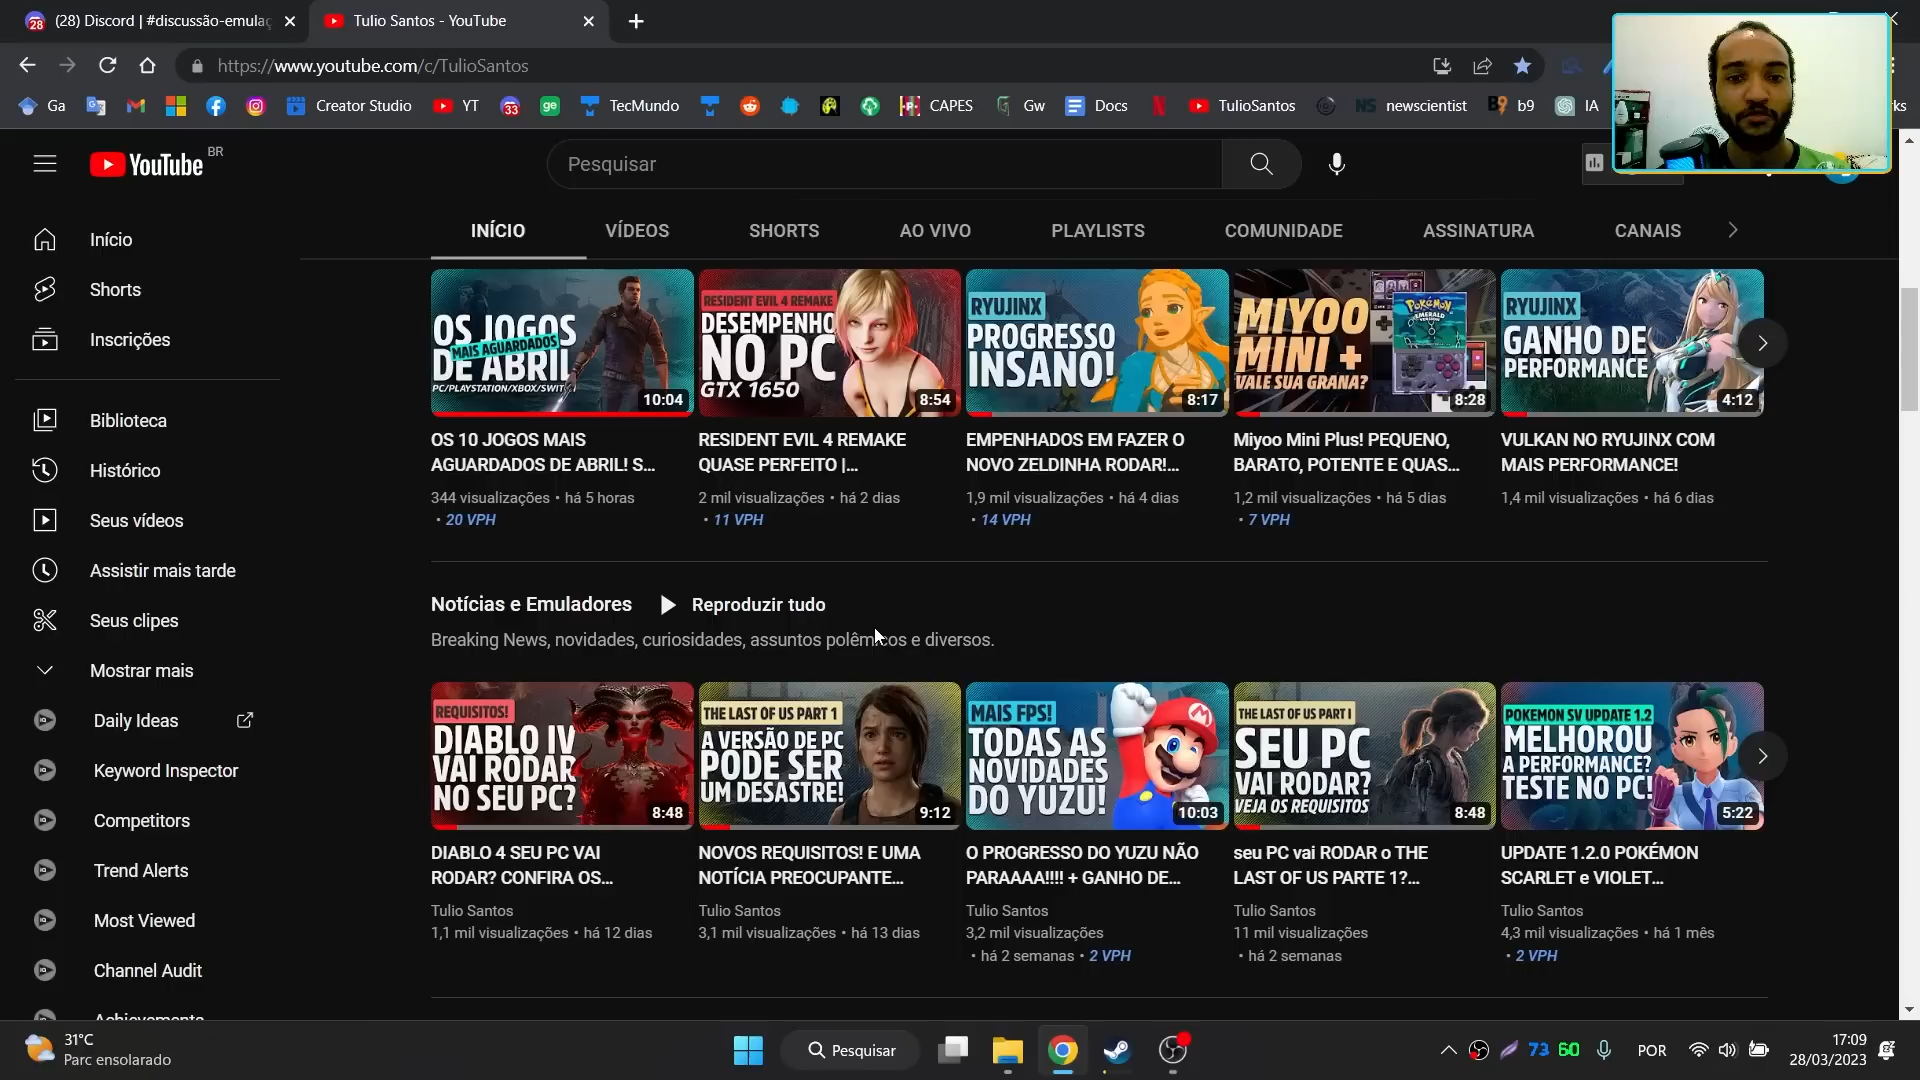 28
(28) Discord | #discussão-emulaç
Tulio Santos - YouTube
https://www.youtube.com/c/TulioSantos
Ga
Creator Studio
YT
33
ge
TecMundo
CAPES
Gw
Docs
TulioSantos
NS
newscientist
b9
IA
ks
YouTube
BR
Pesquisar
INÍCIO
VÍDEOS
SHORTS
AO VIVO
PLAYLISTS
COMUNIDADE
ASSINATURA
CANAIS
Início
Shorts
Inscrições
Biblioteca
Histórico
Seus vídeos
Assistir mais tarde
Seus clipes
Mostrar mais
Daily Ideas
Keyword Inspector
Competitors
Trend Alerts
Most Viewed
Channel Audit
Achievements
OS JOGOS
MAIS AGUARDADOS
DE ABRIL
PC/PLAYSTATION/XBOX/SWITCH
10:04
OS 10 JOGOS MAIS
AGUARDADOS DE ABRIL! S...
344 visualizações • há 5 horas
• 20 VPH
RESIDENT EVIL 4 REMAKE
DESEMPENHO
NO PC
GTX 1650
8:54
RESIDENT EVIL 4 REMAKE
QUASE PERFEITO |...
2 mil visualizações • há 2 dias
• 11 VPH
RYUJINX
PROGRESSO
INSANO!
8:17
EMPENHADOS EM FAZER O
NOVO ZELDINHA RODAR!...
1,9 mil visualizações • há 4 dias
• 14 VPH
MIYOO
MINI +
VALE SUA GRANA?
Pokémon
EMERALD
VERSION
8:28
Miyoo Mini Plus! PEQUENO,
BARATO, POTENTE E QUAS...
1,2 mil visualizações • há 5 dias
• 7 VPH
RYUJINX
GANHO DE
PERFORMANCE
4:12
VULKAN NO RYUJINX COM
MAIS PERFORMANCE!
1,4 mil visualizações • há 6 dias
Notícias e Emuladores
Reproduzir tudo
Breaking News, novidades, curiosidades, assuntos polêmicos e diversos.
REQUISITOS!
DIABLO IV
VAI RODAR
NO SEU PC?
8:48
DIABLO 4 SEU PC VAI
RODAR? CONFIRA OS...
Tulio Santos
1,1 mil visualizações • há 12 dias
THE LAST OF US PART 1
A VERSÃO DE PC
PODE SER
UM DESASTRE!
9:12
NOVOS REQUISITOS! E UMA
NOTÍCIA PREOCUPANTE...
Tulio Santos
3,1 mil visualizações • há 13 dias
MAIS FPS!
TODAS AS
NOVIDADES
DO YUZU!
10:03
O PROGRESSO DO YUZU NÃO
PARAAAA!!!! + GANHO DE...
Tulio Santos
3,2 mil visualizações
• há 2 semanas • 2 VPH
THE LAST OF US PART I
SEU PC
VAI RODAR?
VEJA OS REQUISITOS
8:48
seu PC vai RODAR o THE
LAST OF US PARTE 1?...
Tulio Santos
11 mil visualizações
• há 2 semanas
POKEMON SV UPDATE 1.2
MELHOROU
A PERFORMANCE?
TESTE NO PC!
5:22
UPDATE 1.2.0 POKÉMON
SCARLET e VIOLET...
Tulio Santos
4,3 mil visualizações • há 1 mês
• 2 VPH
31°C
Parc ensolarado
Pesquisar
73
60
POR
17:09
28/03/2023